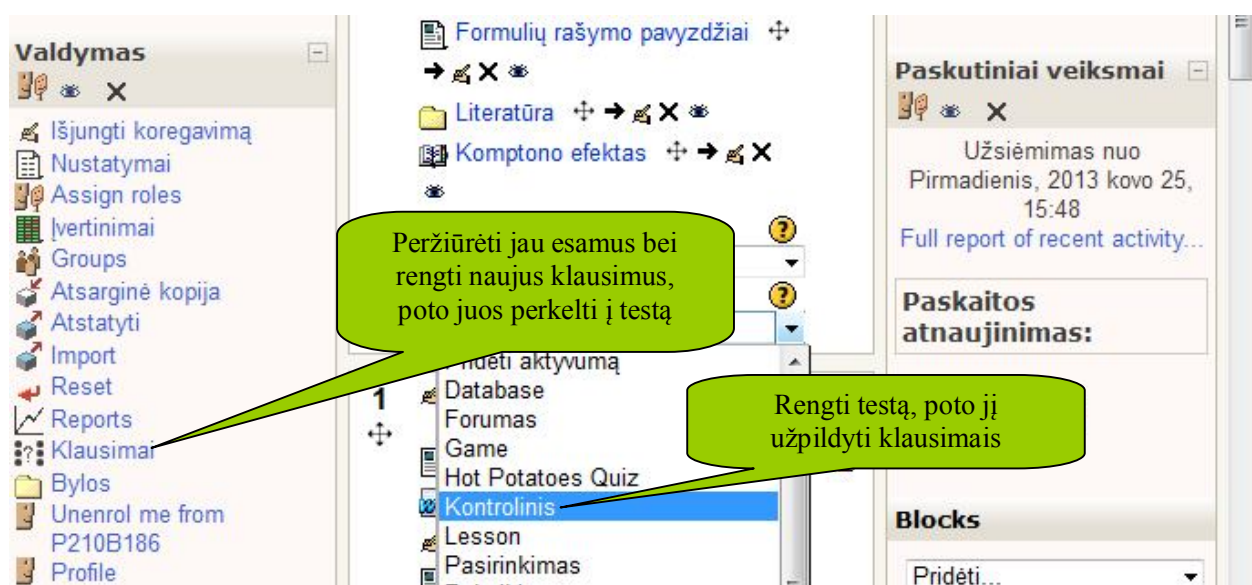 Valdymas
Išjungti koregavimą
Nustatymai
Assign roles
Įvertinimai
Groups
Atsarginė kopija
Atstatyti
Import
Reset
Reports
Klausimai
Bylos
Unenrol me from
P210B186
Profile
Formulių rašymo pavyzdžiai
Literatūra
Komptono efektas
Peržiūrėti jau esamus bei
rengti naujus klausimus,
poto juos perkelti į testą
1
Pridėti aktyvumą
Database
Forumas
Game
Hot Potatoes Quiz
Kontrolinis
Lesson
Pasirinkimas
Rengti testą, poto jį
užpildyti klausimais
Paskutiniai veiksmai
Užsiėmimas nuo
Pirmadienis, 2013 kovo 25,
15:48
Full report of recent activity...
Paskaitos
atnaujinimas:
Blocks
Pridėti...